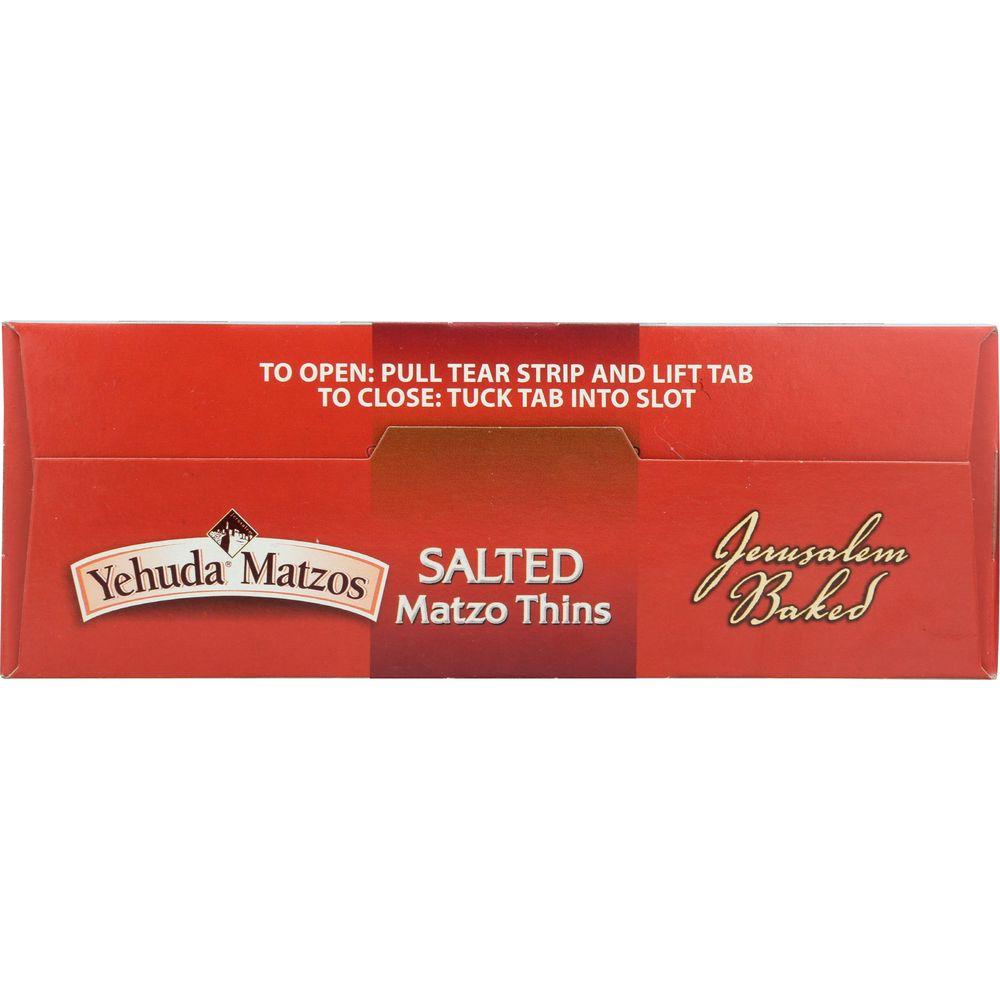 TO OPEN: PULL TEAR STRIP AND LIFT TAB
TO CLOSE: TUCK TAB INTO SLOT
Yehuda® Matzos
SALTED
Matzo Thins
Jerusalem
Baked